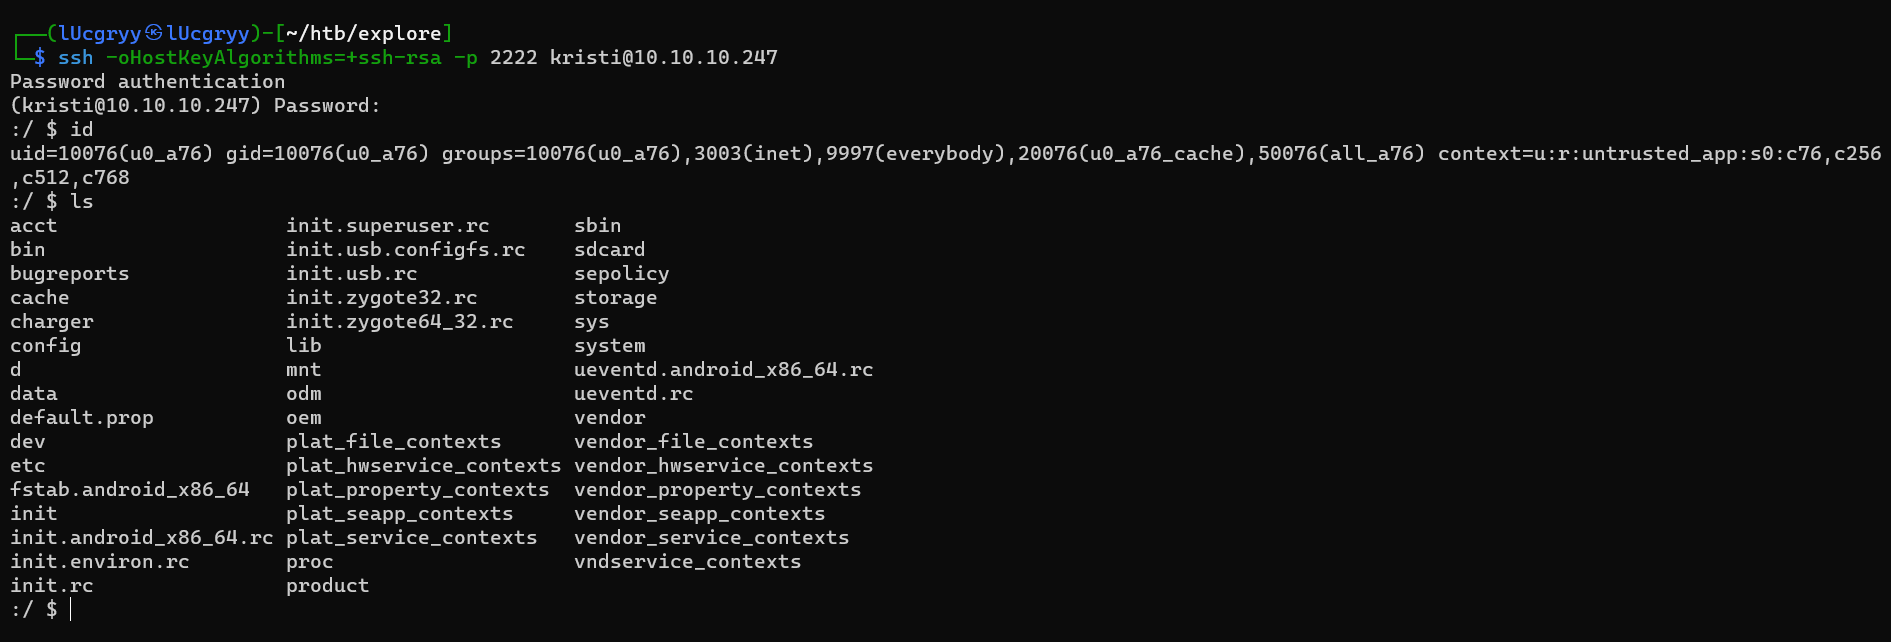 ┌──(lUcgryy㉿lUcgryy)-[~/htb/explore]
└─$ ssh -oHostKeyAlgorithms=+ssh-rsa -p 2222 kristi@10.10.10.247
Password authentication
(kristi@10.10.10.247) Password:
:/ $ id
uid=10076(u0_a76) gid=10076(u0_a76) groups=10076(u0_a76),3003(inet),9997(everybody),20076(u0_a76_cache),50076(all_a76) context=u:r:untrusted_app:s0:c76,c256
,c512,c768
:/ $ ls
acct                   init.superuser.rc       sbin
bin                    init.usb.configfs.rc    sdcard
bugreports             init.usb.rc             sepolicy
cache                  init.zygote32.rc        storage
charger                init.zygote64_32.rc     sys
config                 lib                     system
d                      mnt                     ueventd.android_x86_64.rc
data                   odm                     ueventd.rc
default.prop           oem                     vendor
dev                    plat_file_contexts      vendor_file_contexts
etc                    plat_hwservice_contexts vendor_hwservice_contexts
fstab.android_x86_64   plat_property_contexts  vendor_property_contexts
init                   plat_seapp_contexts     vendor_seapp_contexts
init.android_x86_64.rc plat_service_contexts   vendor_service_contexts
init.environ.rc        proc                    vndservice_contexts
init.rc                product
:/ $